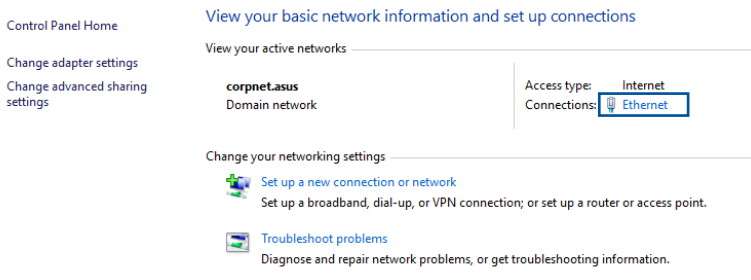 Control Panel Home
Change adapter settings
Change advanced sharing
settings
View your basic network information and set up connections
View your active networks
corpnet.asus
Domain network
Access type: Internet
Connections: Ethernet
Change your networking settings
Set up a new connection or network
Set up a broadband, dial-up, or VPN connection; or set up a router or access point.
Troubleshoot problems
Diagnose and repair network problems, or get troubleshooting information.